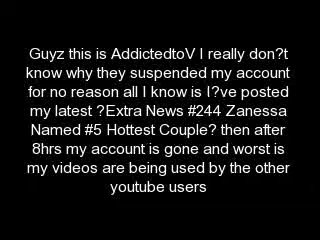 Guyz this is AddictedtoV I really don?t
know why they suspended my account
for no reason all I know is I?ve posted
my latest ?Extra News #244 Zanessa
Named #5 Hottest Couple? then after
8hrs my account is gone and worst is
my videos are being used by the other
youtube users